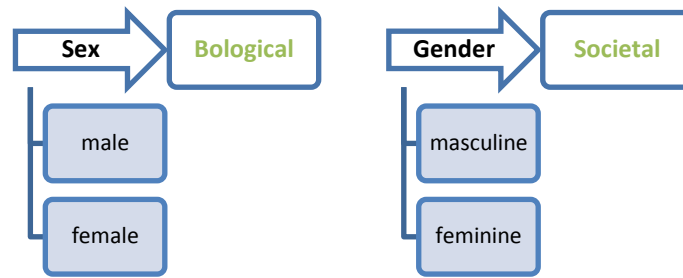 Sex
Bological
male
female
Gender
Societal
masculine
feminine